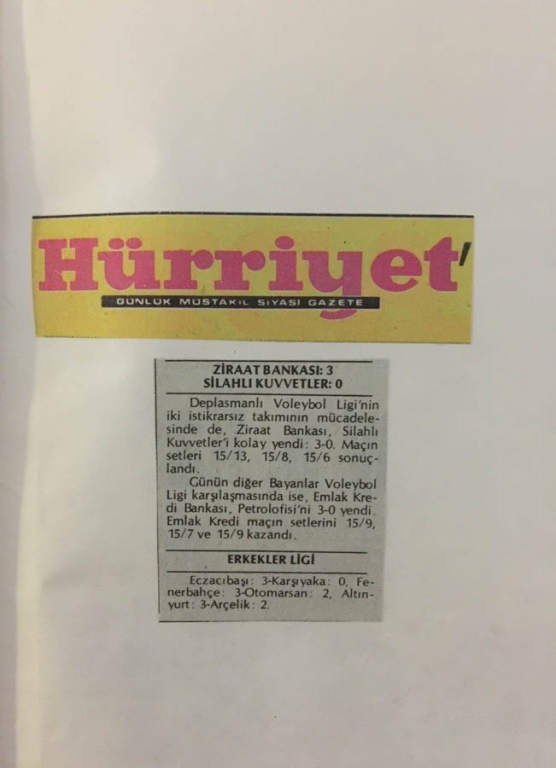 Hürriyet'
GÜNLÜK MÜSTAKİL SİYASİ GAZETE
ZİRAAT BANKASI: 3
SİLAHLI KUVVETLER: 0
Deplasmanlı Voleybol Ligi'nin
iki istikrarsız takımının mücadele-
sinde de, Ziraat Bankası, Silahlı
Kuvvetler'i kolay yendi: 3-0. Maçın
setleri 15/13, 15/8, 15/6 sonuç-
landı.
Günün diğer Bayanlar Voleybol
Ligi karşılaşmasında ise, Emlak Kre-
di Bankası, Petrolofisi'ni 3-0 yendi.
Emlak Kredi maçın setlerini 15/9,
15/7 ve 15/9 kazandı.
ERKEKLER LİGİ
Eczacıbaşı: 3-Karşıyaka: 0, Fe-
nerbahçe: 3-Otomarsan: 2, Altın-
yurt: 3-Arçelik: 2.